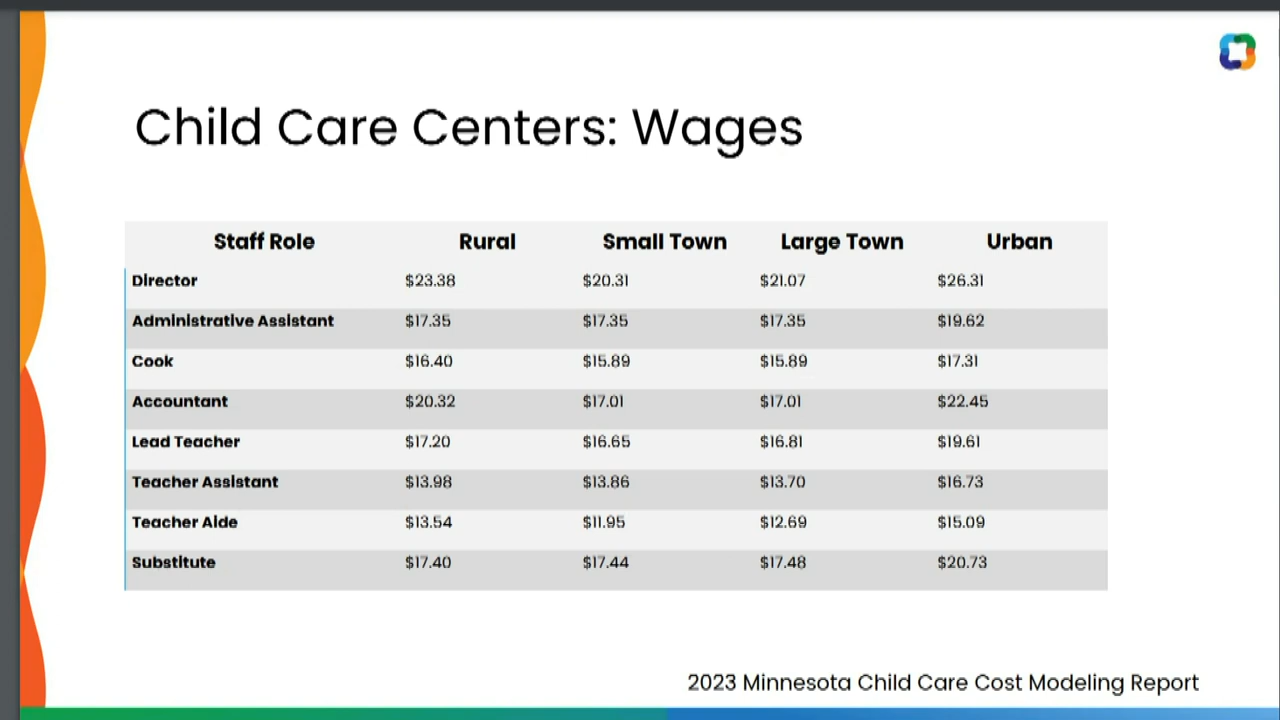 Child Care Centers: Wages
Staff Role Rural Small Town Large Town Urban
Director $23.38 $20.31 $21.07 $26.31
Administrative Assistant $17.35 $17.35 $17.35 $19.62
Cook $16.40 $15.89 $15.89 $17.31
Accountant $20.32 $17.01 $17.01 $22.45
Lead Teacher $17.20 $16.65 $16.81 $19.61
Teacher Assistant $13.98 $13.86 $13.70 $16.73
Teacher Aide $13.54 $11.95 $12.69 $15.09
Substitute $17.40 $17.44 $17.48 $20.73
2023 Minnesota Child Care Cost Modeling Report